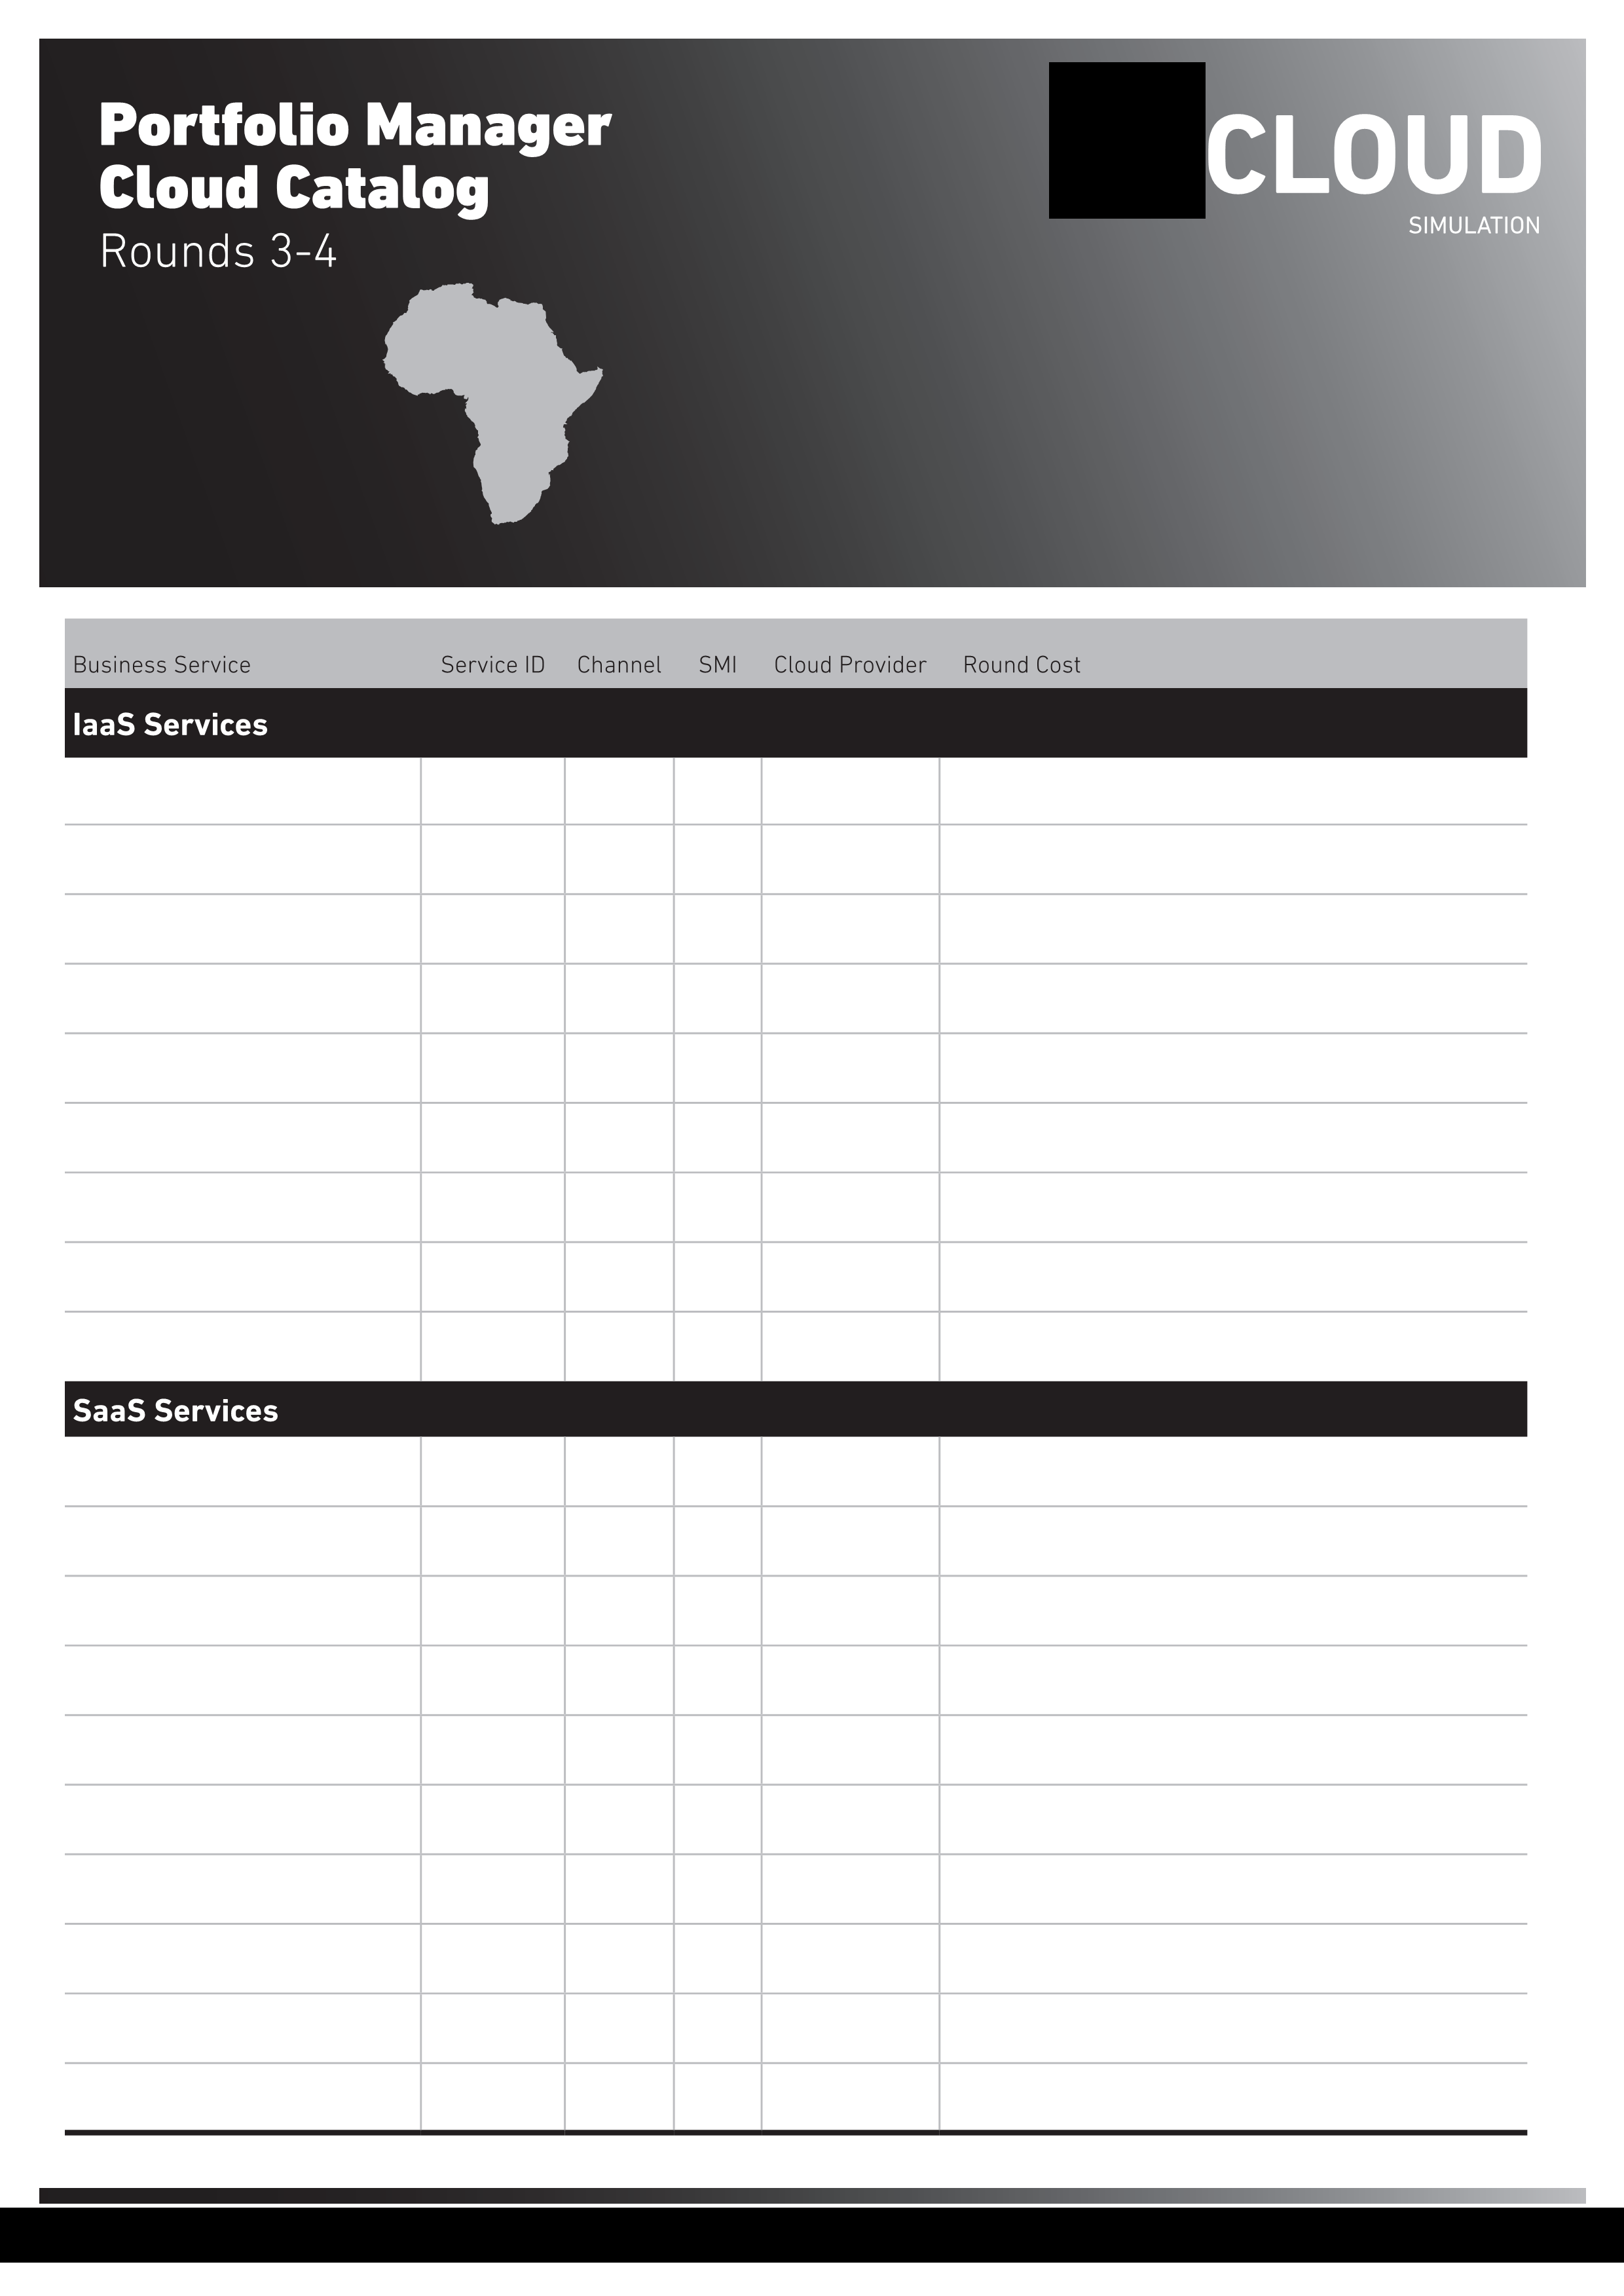 Portfolio Manager
Cloud Catalog
Rounds 3-4
CLOUD
SIMULATION
Business Service Service ID Channel SMI Cloud Provider Round Cost
IaaS Services
SaaS Services